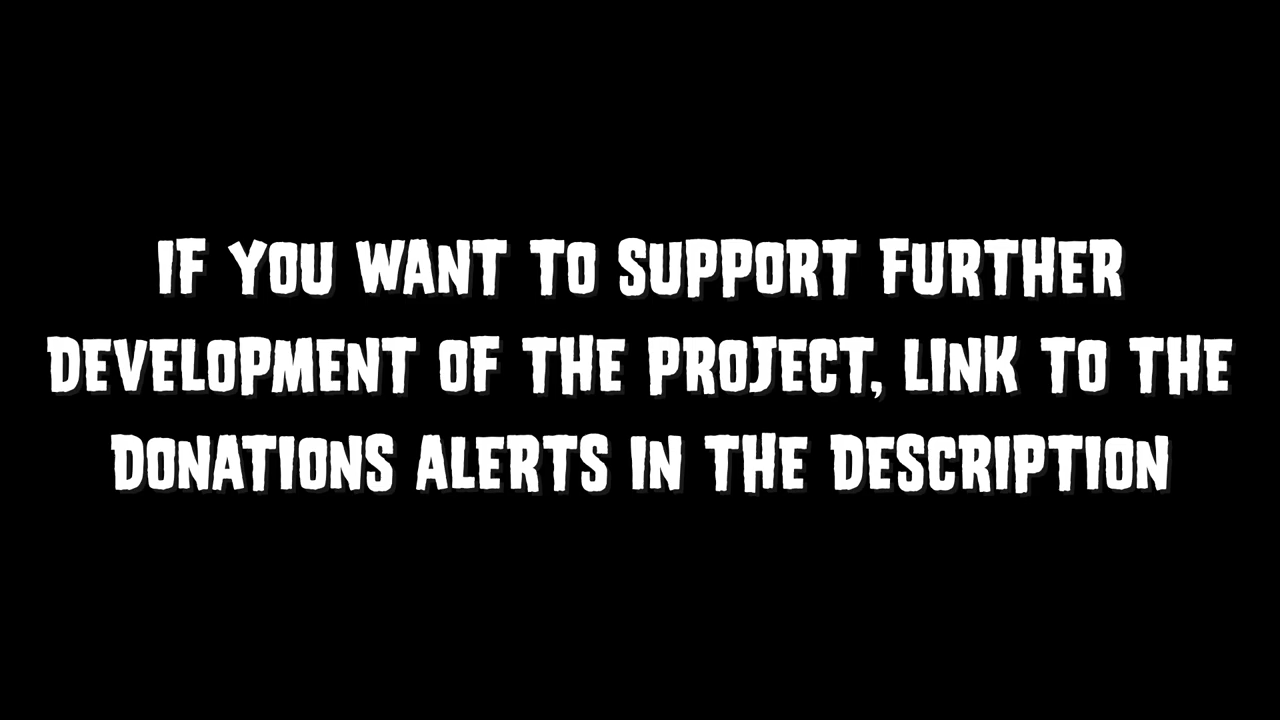 IF YOU WANT TO SUPPORT FURTHER
DEVELOPMENT OF THE PROJECT, LINK TO THE
DONATIONS ALERTS IN THE DESCRIPTION